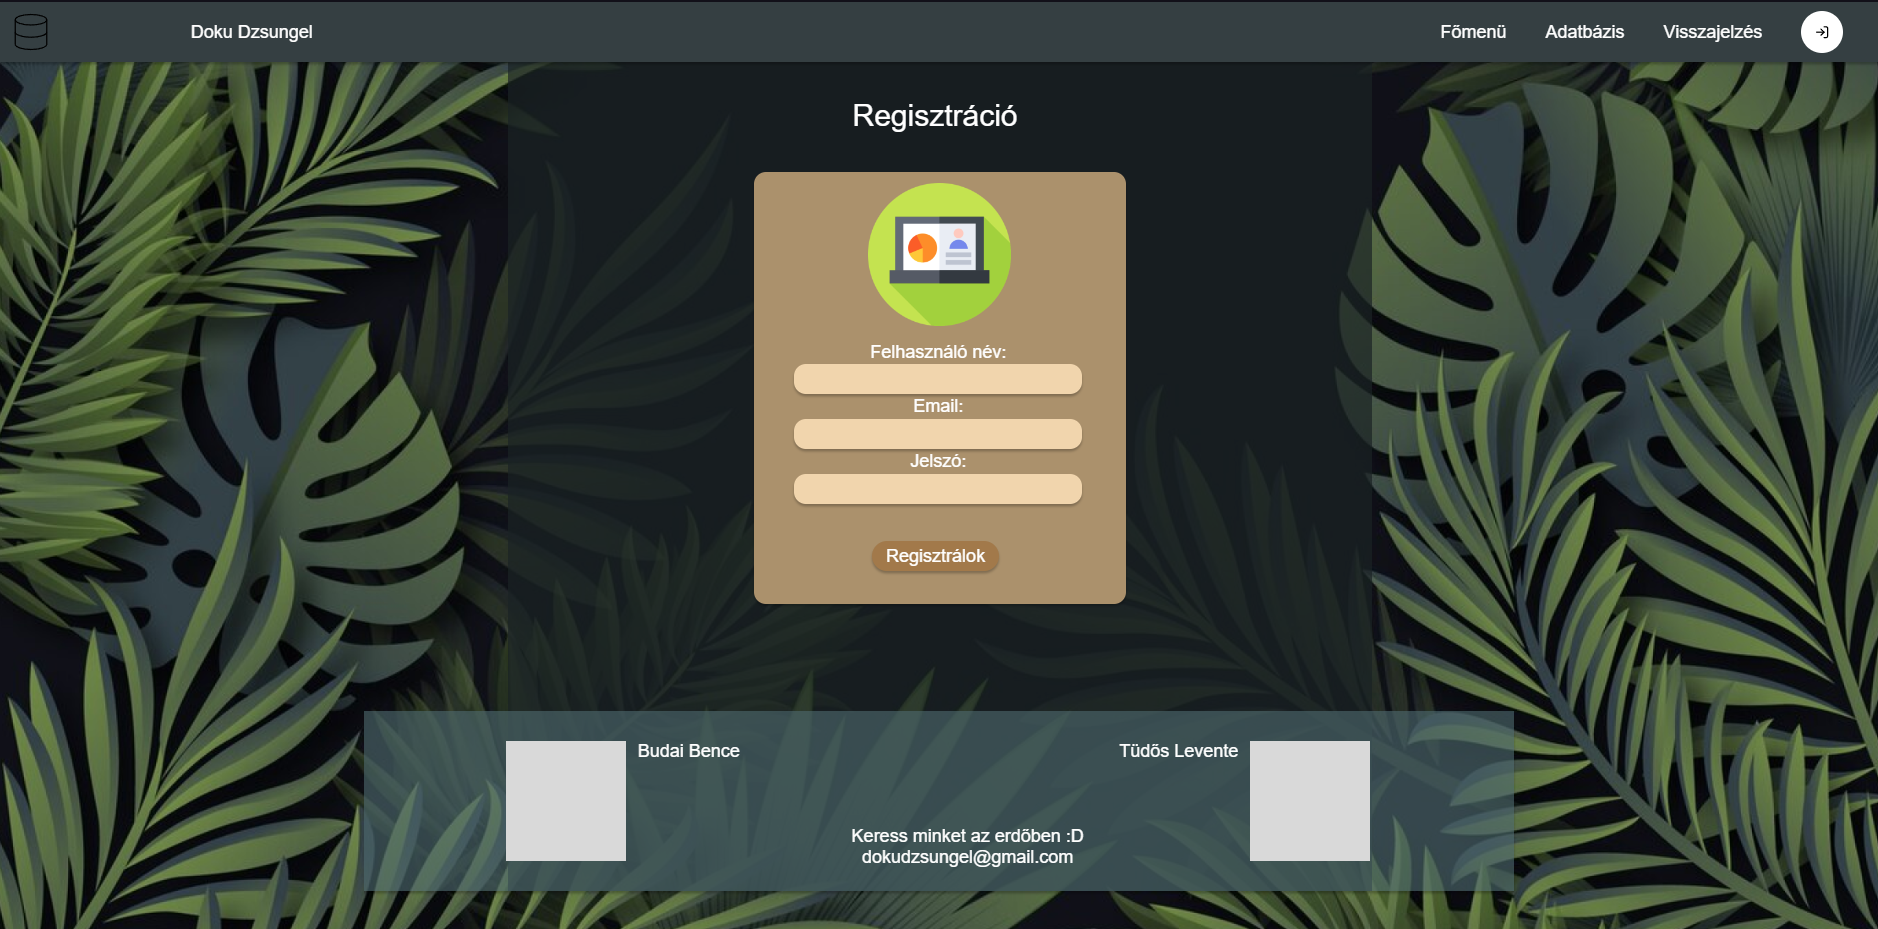 Doku Dzsungel
Főmenü
Adatbázis
Visszajelzés
Regisztráció
Felhasználó név:
Email:
Jelszó:
Regisztrálok
Budai Bence
Tüdős Levente
Keress minket az erdőben :D
dokudzsungel@gmail.com